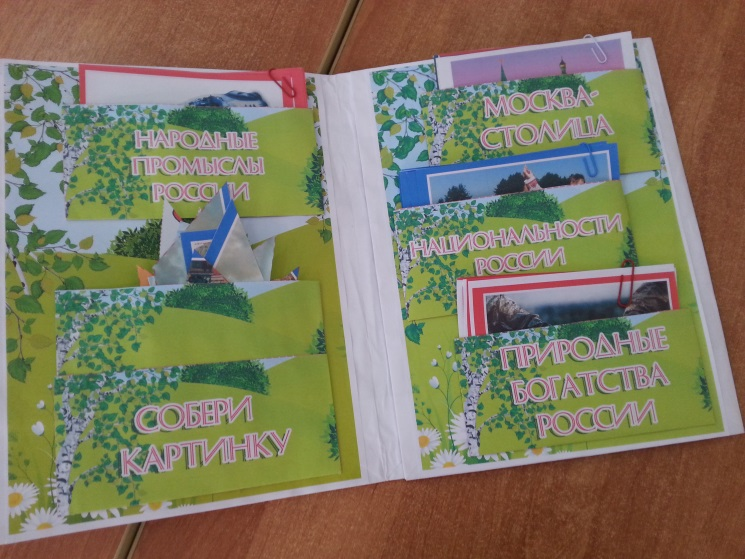 НАРОДНЫЕ
ПРОМЫСЛЫ
РОССИИ
СОБЕРИ
КАРТИНКУ
МОСКВА-
СТОЛИЦА
НАЦИОНАЛЬНОСТИ
РОССИИ
ПРИРОДНЫЕ
БОГАТСТВА
РОССИИ